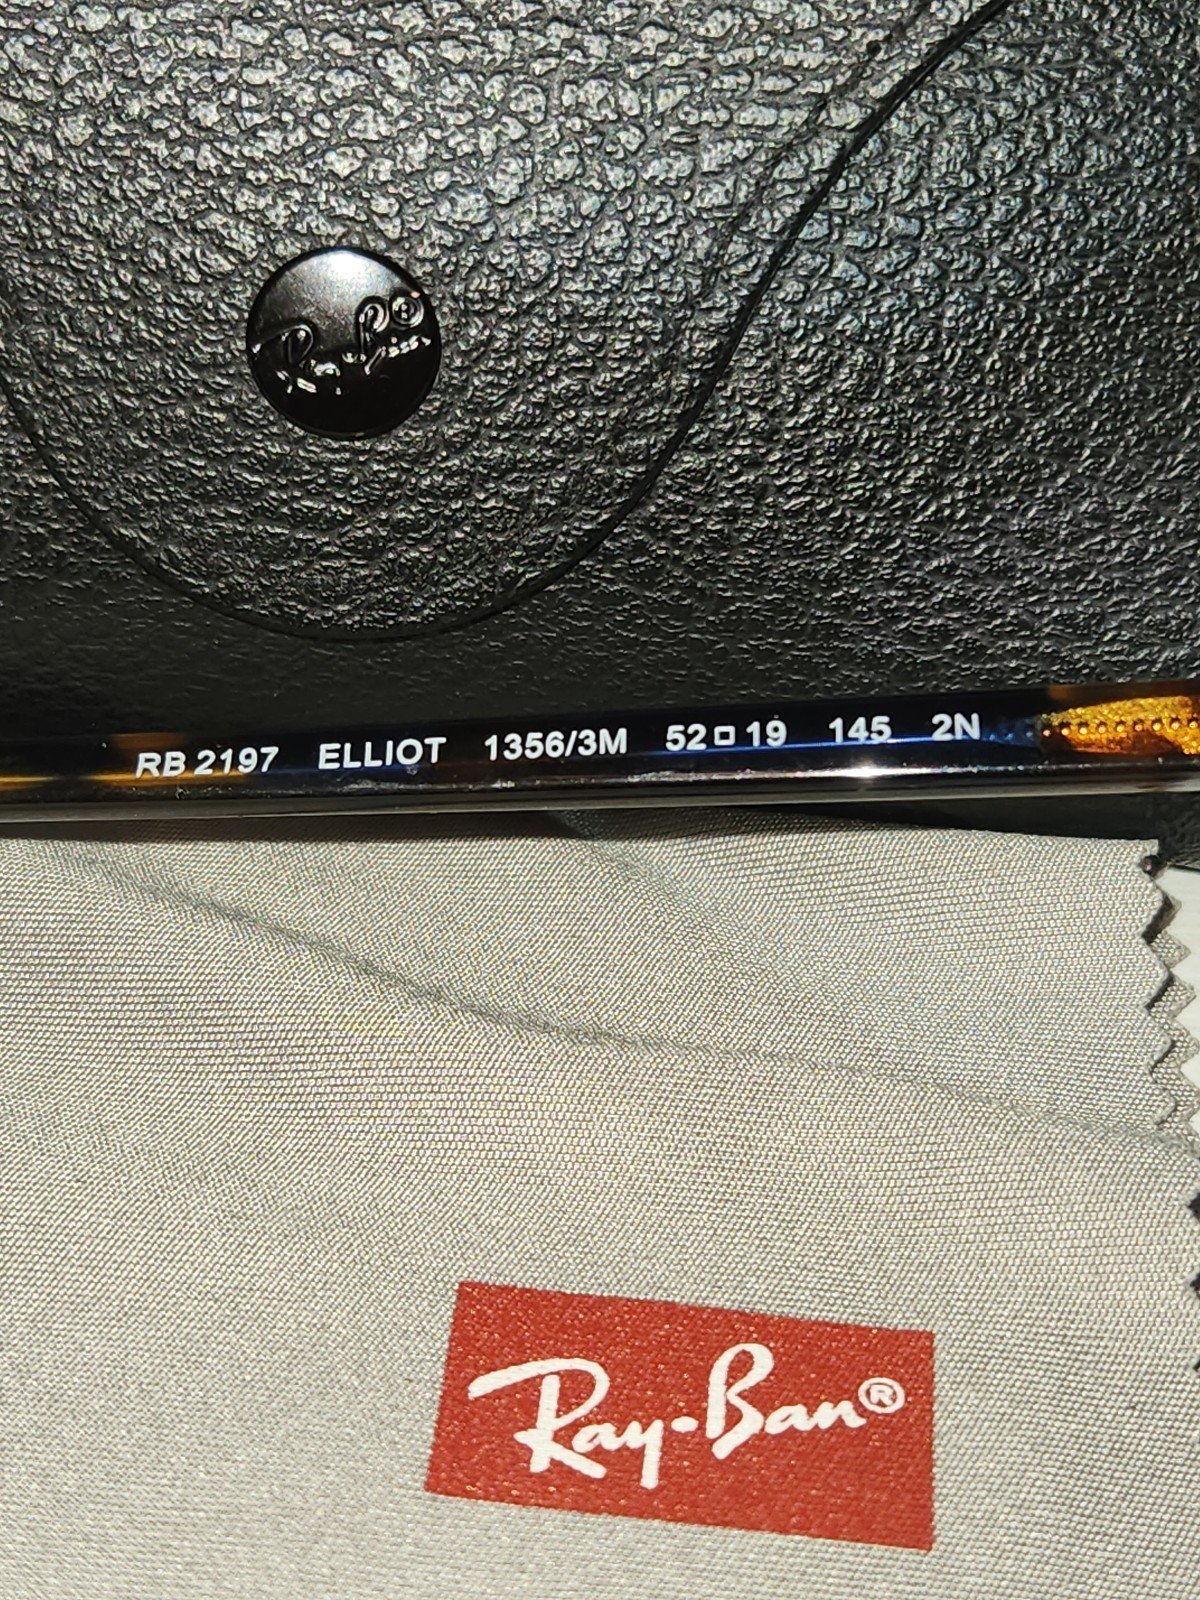 Ray-Ban®
RB 2197 ELLIOT 1356/3M 52□19 145 2N
Ray-Ban®